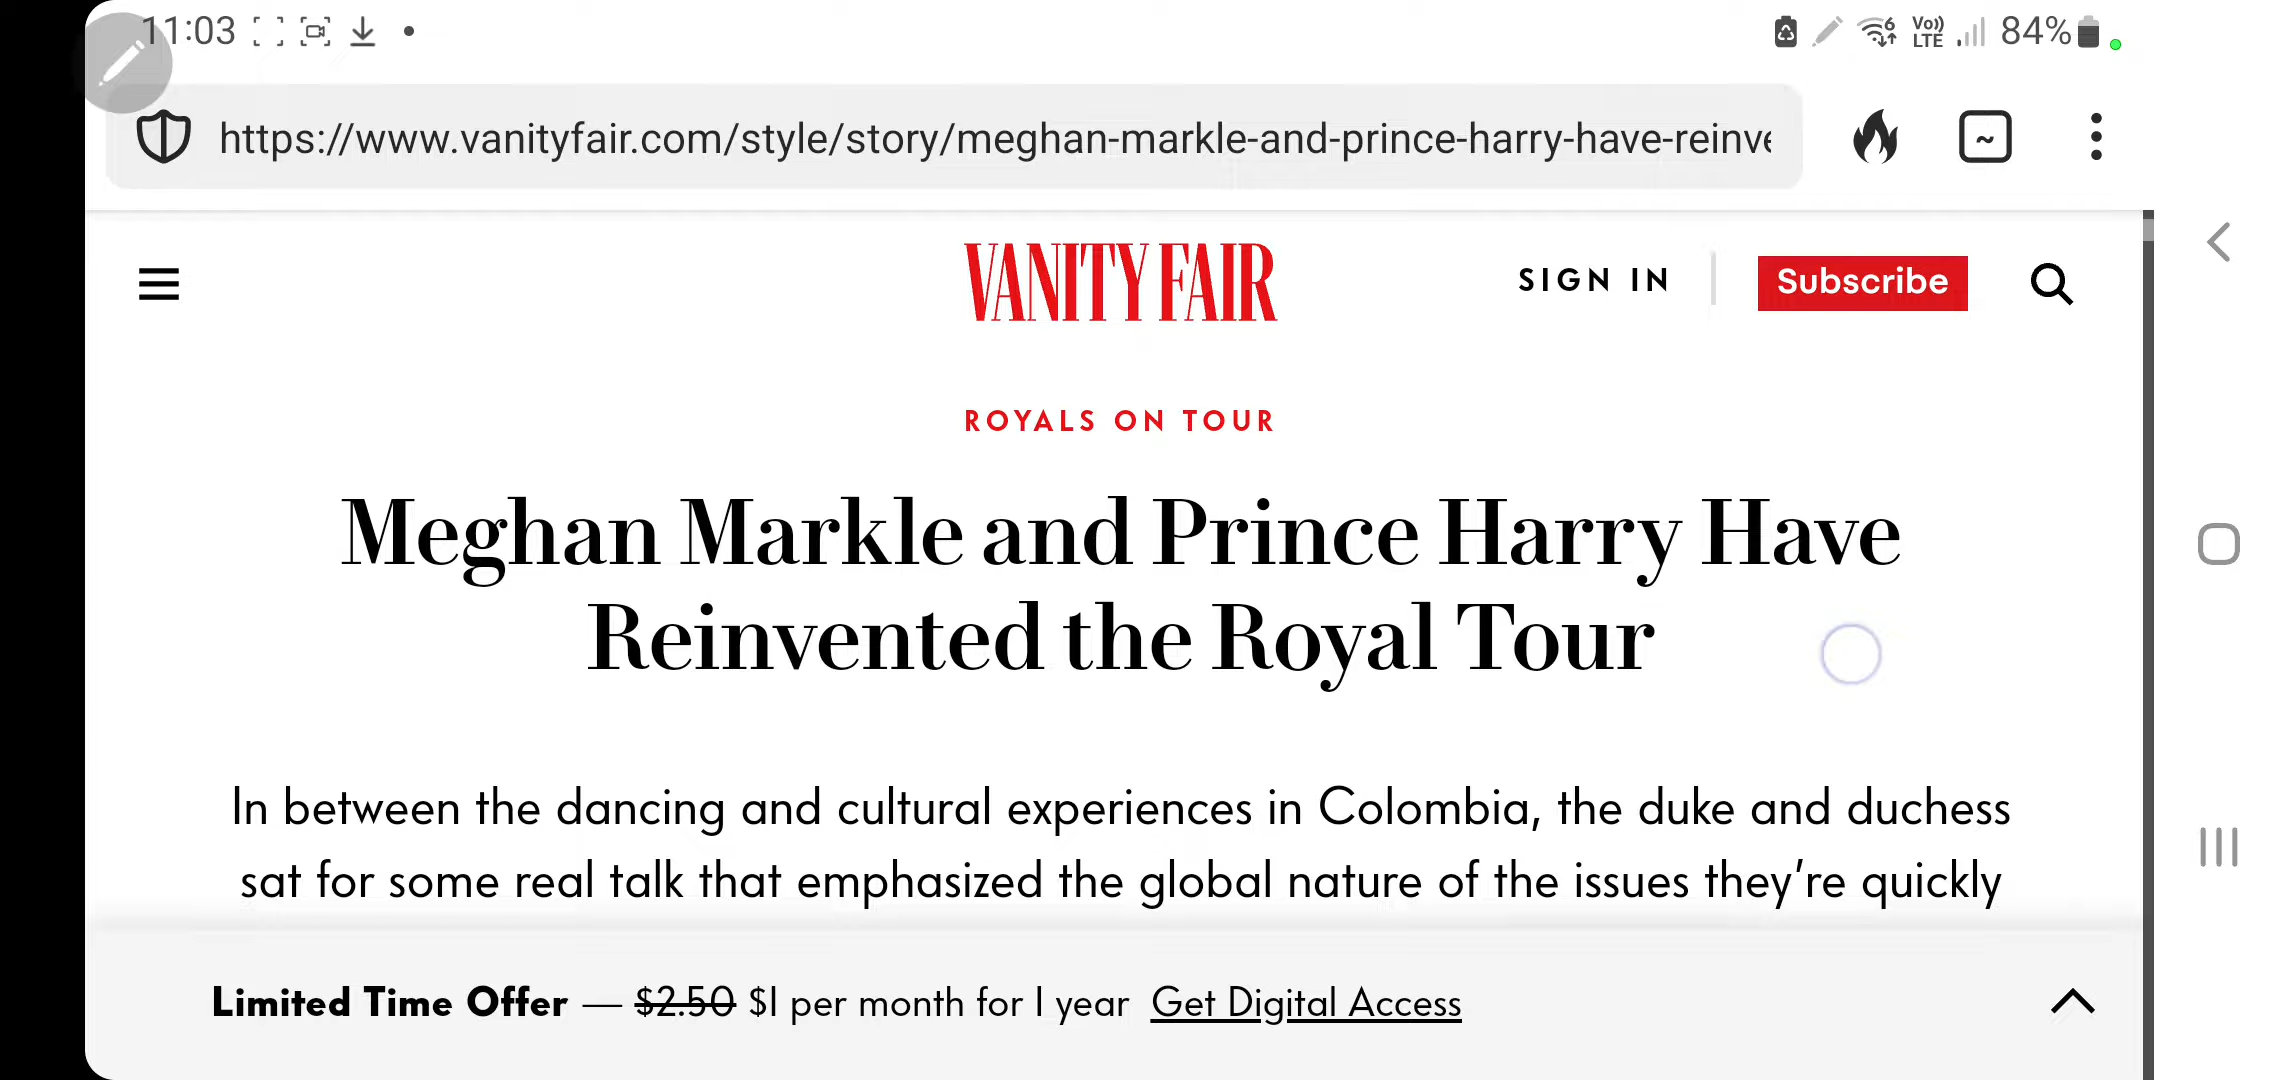 11:03
Vo)) LTE 84%
https://www.vanityfair.com/style/story/meghan-markle-and-prince-harry-have-reinve
VANITY FAIR
SIGN IN
Subscribe
ROYALS ON TOUR
Meghan Markle and Prince Harry Have
Reinvented the Royal Tour
In between the dancing and cultural experiences in Colombia, the duke and duchess
sat for some real talk that emphasized the global nature of the issues they're quickly
Limited Time Offer — $2.50 $1 per month for 1 year Get Digital Access